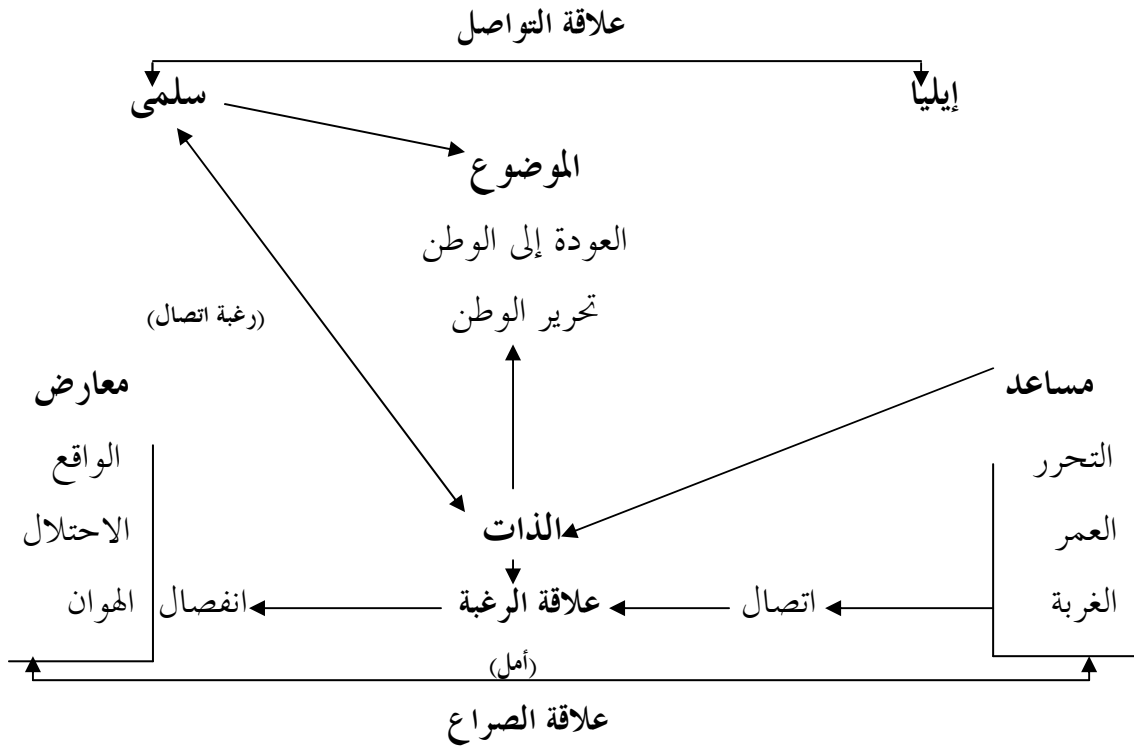 علاقة التواصل
إيليا سلمى
الموضوع
العودة إلى الوطن
تحرير الوطن
(رغبة اتصال)
مساعد معارض
التحرر الواقع
العمر الذات الاحتلال
الغربة اتصال علاقة الرغبة انفصال الهوان
(أمل)
علاقة الصراع